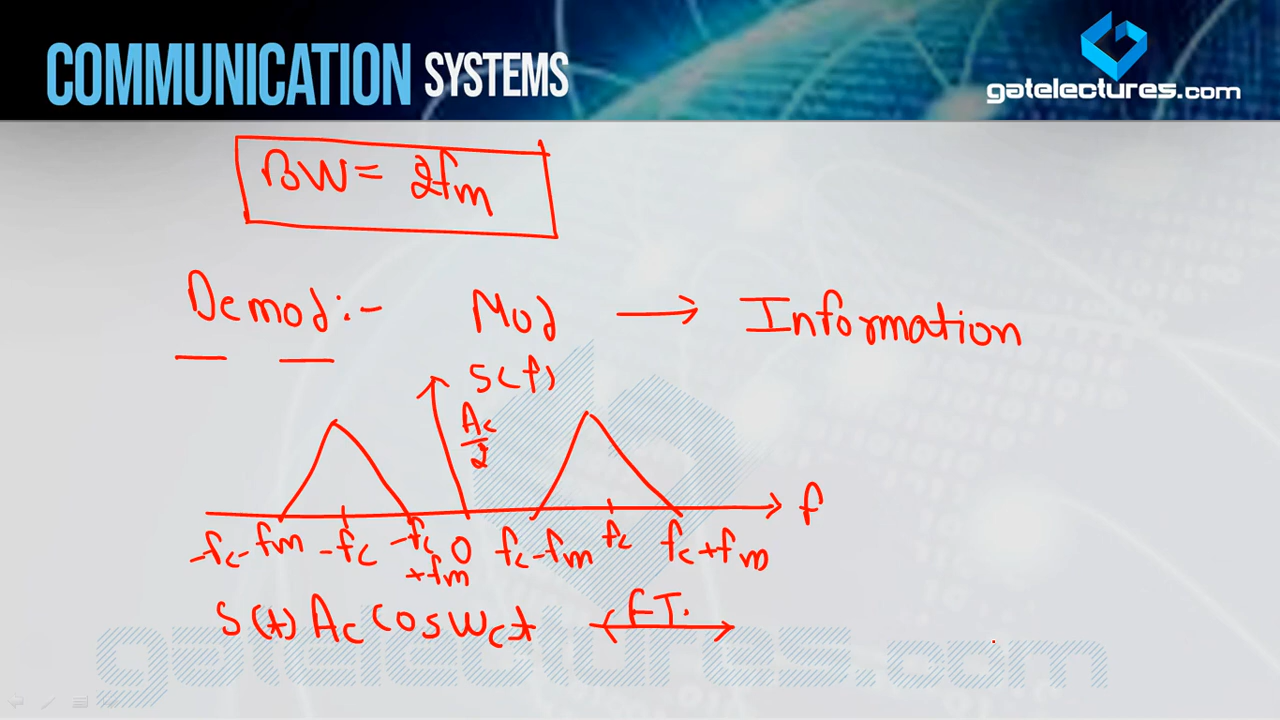 COMMUNICATION SYSTEMS
gatelectures.com
BW = 2fm
Demod :- Mod → Information
S(f)
Ac/2
f
-fc-fm -fc -fc+fm 0 fc-fm fc fc+fm
S(t) Ac cos wct F.T.
gatelectures.com